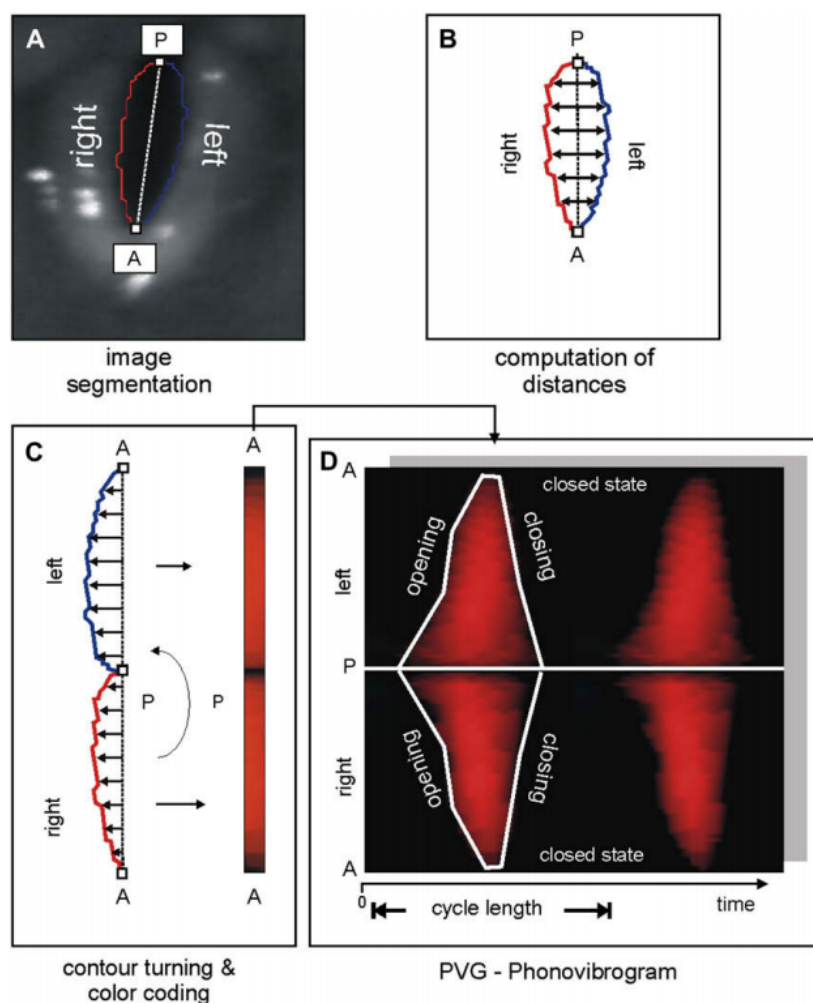 A
P
right
left
A
image
segmentation
B
P
right
left
A
computation of
distances
C
A
A
left
P
P
right
A
A
contour turning &
color coding
D
A
closed state
opening
closing
left
P
opening
closing
right
closed state
A
0
cycle length
time
PVG - Phonovibrogram